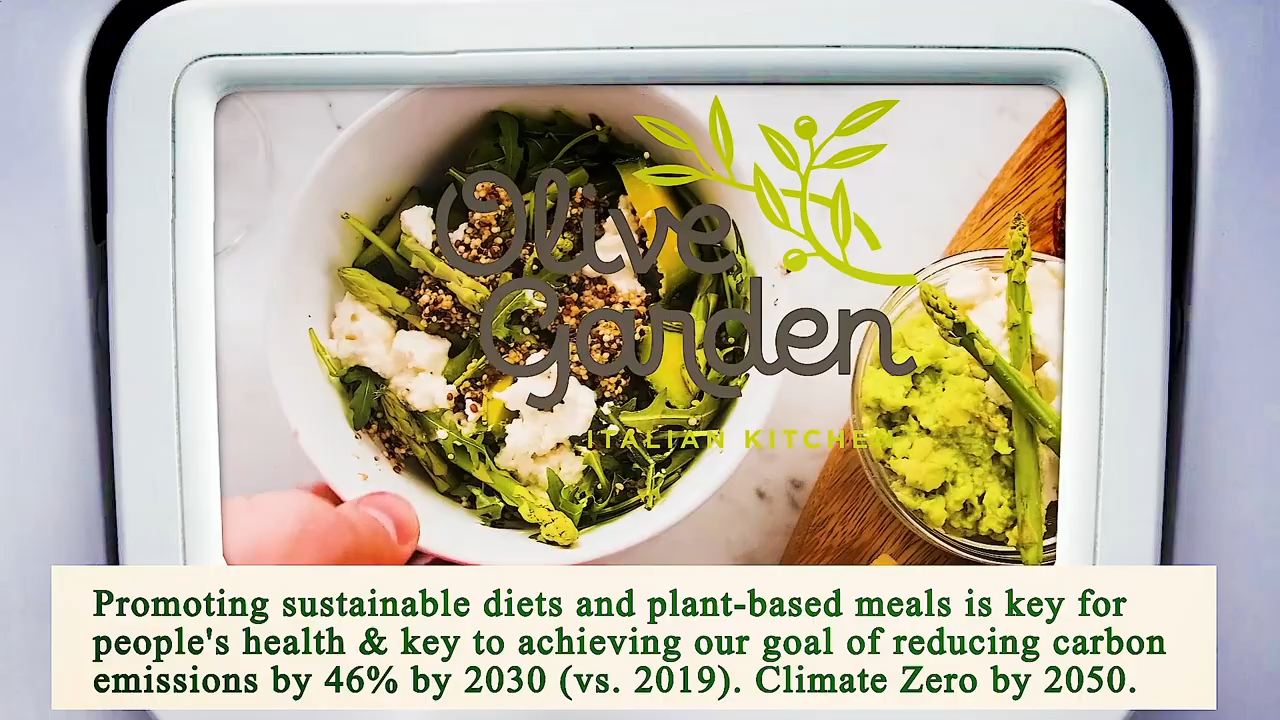 Olive
Garden
ITALIAN KITCHEN
Promoting sustainable diets and plant-based meals is key for
people's health & key to achieving our goal of reducing carbon
emissions by 46% by 2030 (vs. 2019). Climate Zero by 2050.